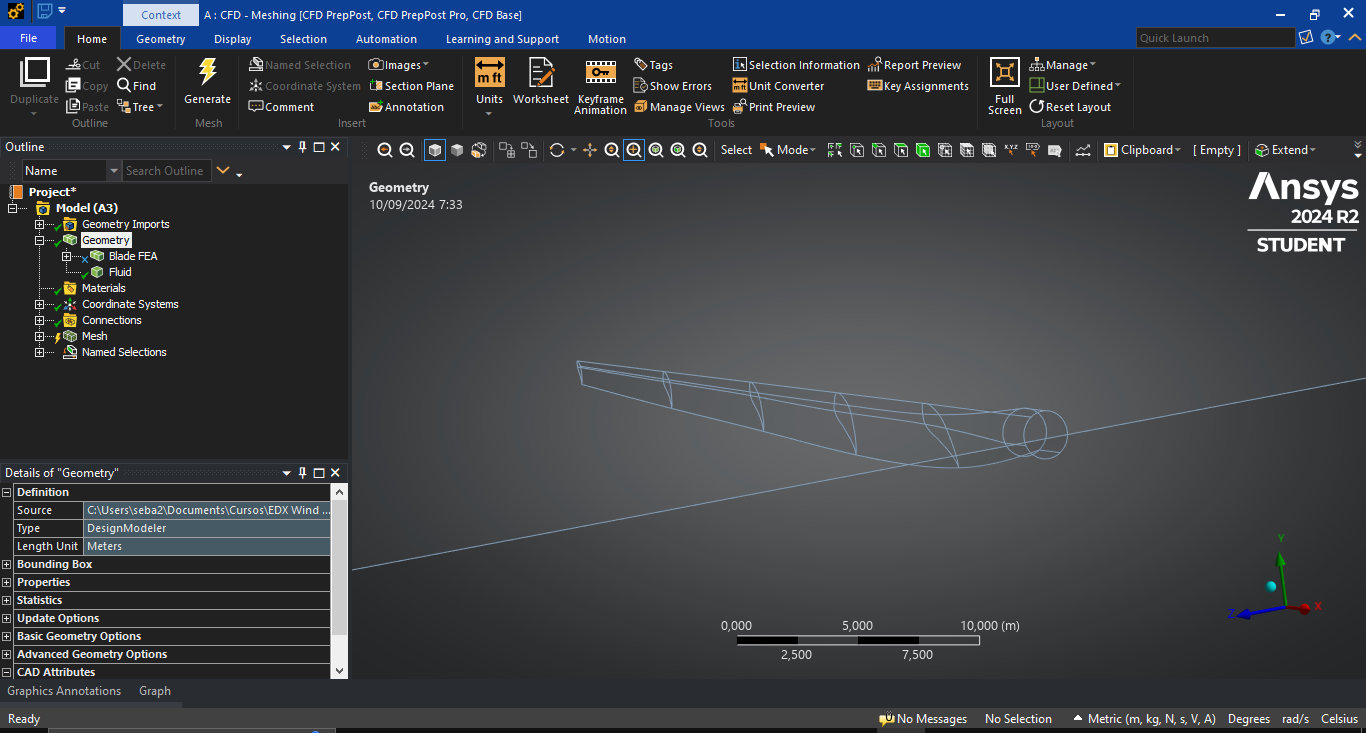 Context
A : CFD - Meshing [CFD PrepPost, CFD PrepPost Pro, CFD Base]
File Home Geometry Display Selection Automation Learning and Support Motion
Quick Launch
Duplicate
Cut
Copy
Paste
Delete
Find
Tree
Outline
Generate
Mesh
Named Selection
Coordinate System
Comment
Images
Section Plane
Annotation
Insert
m ft
Units
Worksheet
Keyframe
Animation
Tags
Show Errors
Manage Views
Selection Information
Unit Converter
Print Preview
Report Preview
Key Assignments
Tools
Full
Screen
Manage
User Defined
Reset Layout
Layout
Outline
Name Search Outline
Project*
Model (A3)
Geometry Imports
Geometry
Blade FEA
Fluid
Materials
Coordinate Systems
Connections
Mesh
Named Selections
Select Mode Clipboard [ Empty ] Extend
Geometry
10/09/2024 7:33
Ansys
2024 R2
STUDENT
Y
Z
X
0,000 5,000 10,000 (m)
2,500 7,500
Details of "Geometry"
Definition
Source C:\Users\seba2\Documents\Cursos\EDX Wind ...
Type DesignModeler
Length Unit Meters
Bounding Box
Properties
Statistics
Update Options
Basic Geometry Options
Advanced Geometry Options
CAD Attributes
Graphics Annotations Graph
Ready No Messages No Selection Metric (m, kg, N, s, V, A) Degrees rad/s Celsius